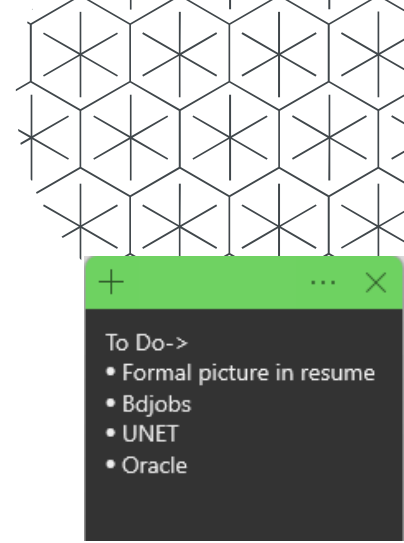 To Do->
• Formal picture in resume
• Bdjobs
• UNET
• Oracle